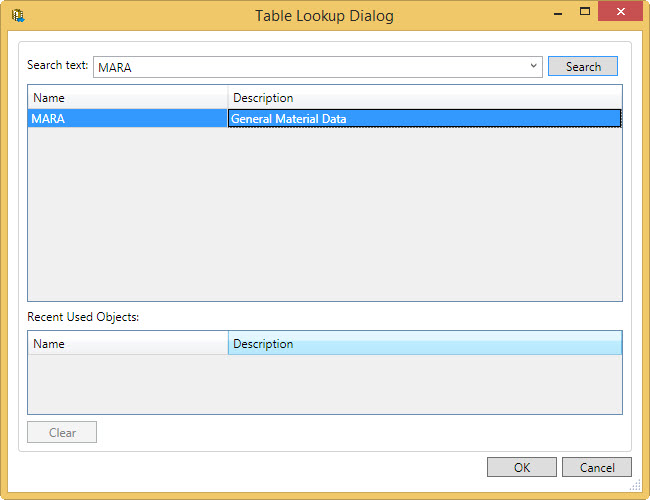 Table Lookup Dialog
Search text: MARA Search
Name Description
MARA General Material Data
Recent Used Objects:
Name Description
Clear
OK Cancel